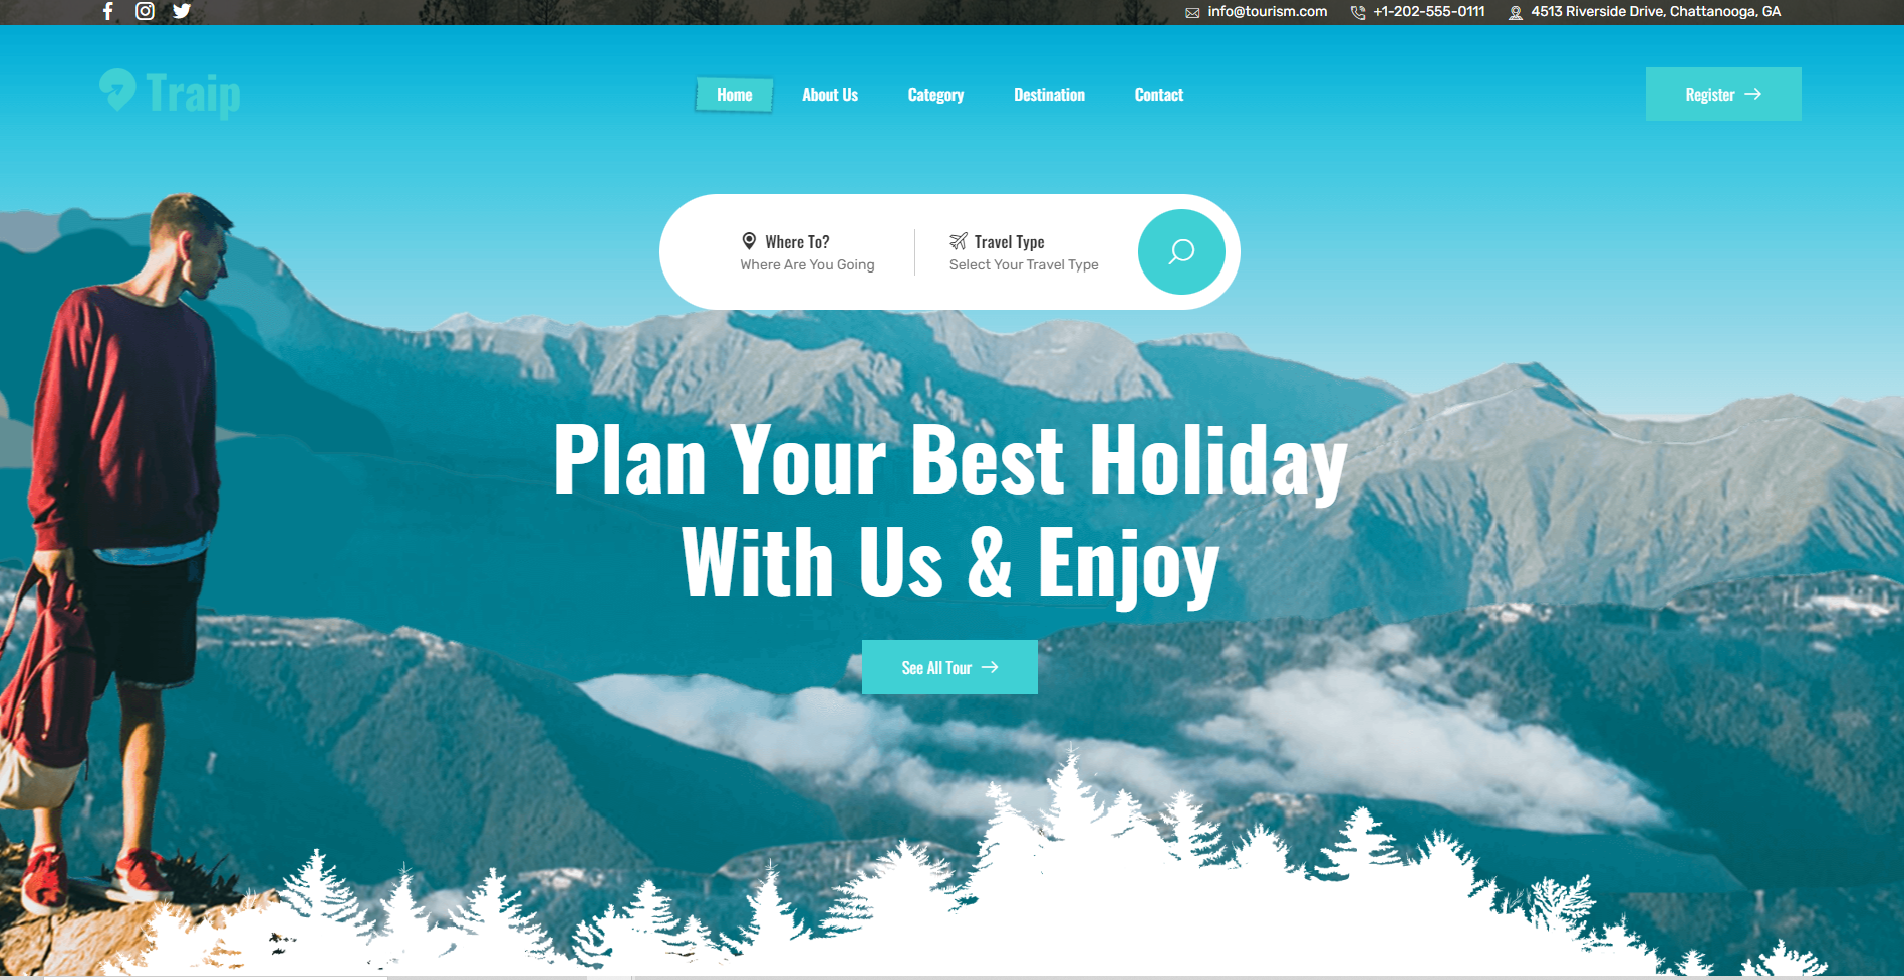 info@tourism.com
+1-202-555-0111
4513 Riverside Drive, Chattanooga, GA
Traip
Home
About Us
Category
Destination
Contact
Register
Where To?
Where Are You Going
Travel Type
Select Your Travel Type
Plan Your Best Holiday
With Us & Enjoy
See All Tour